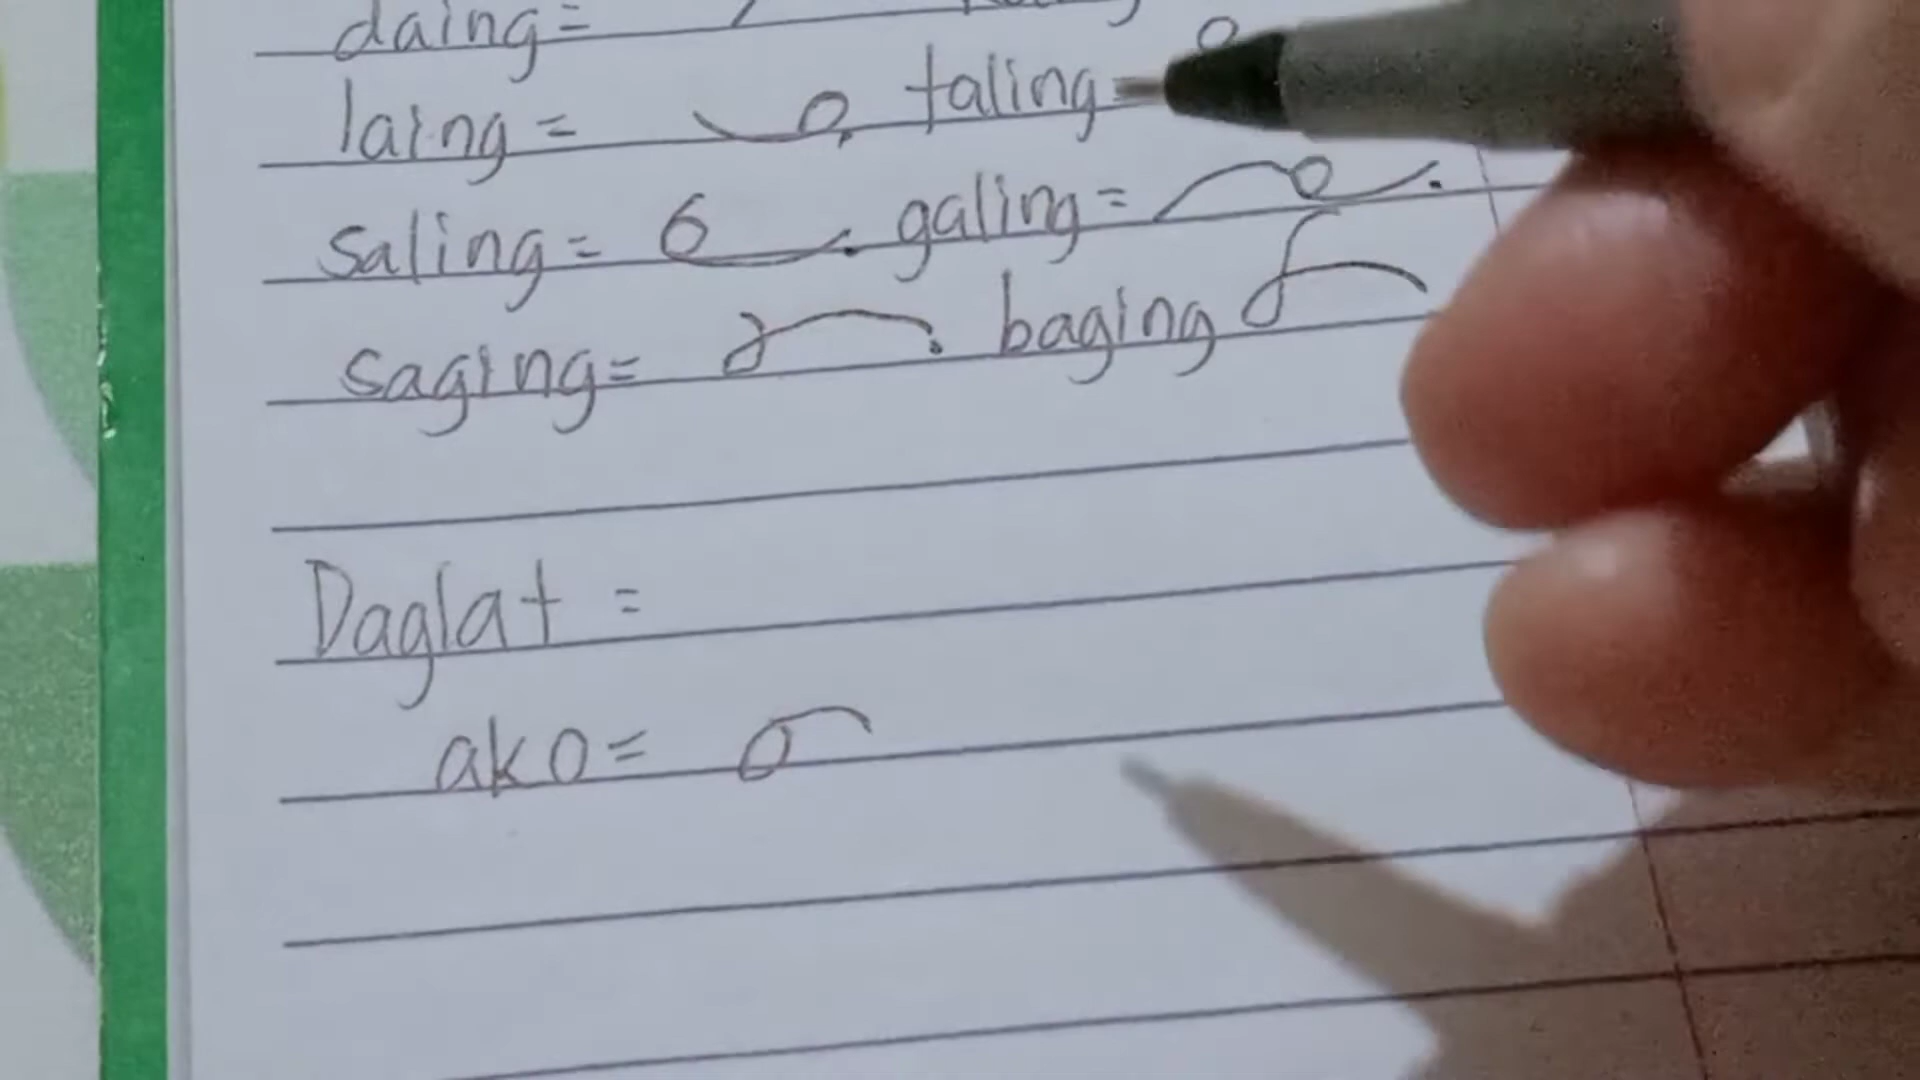 daing=
laing= taling
saling= galing=
saging= baging
Daglat =
ako=